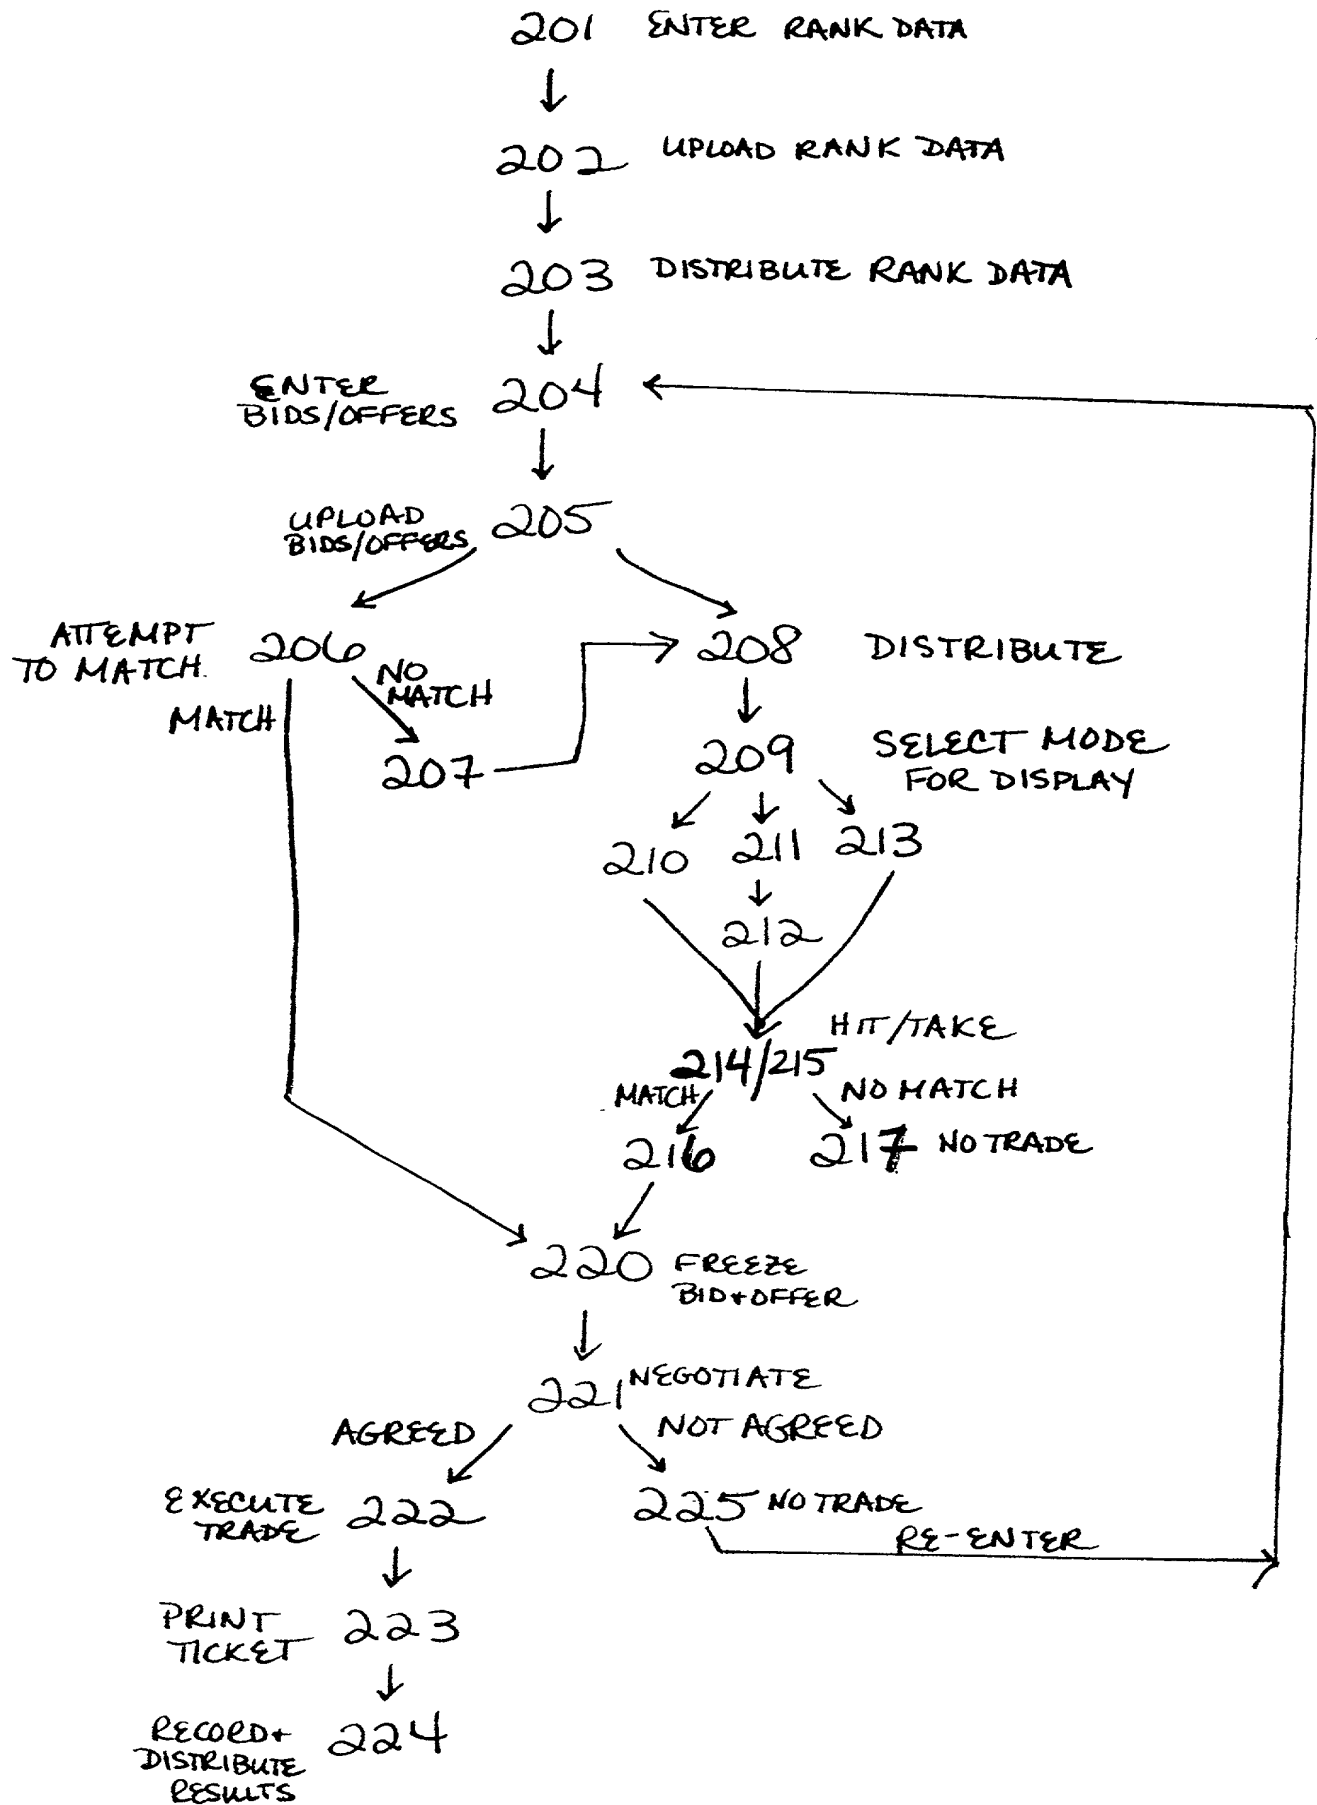 201 ENTER RANK DATA
202 UPLOAD RANK DATA
203 DISTRIBUTE RANK DATA
ENTER
BIDS/OFFERS 204
UPLOAD
BIDS/OFFERS 205
ATTEMPT
TO MATCH. 206
NO
MATCH
MATCH
207
208 DISTRIBUTE
209 SELECT MODE
FOR DISPLAY
210 211 213
212
HIT/TAKE
214/215
MATCH
NO MATCH
216
217 NO TRADE
220 FREEZE
BID+OFFER
221 NEGOTIATE
AGREED
NOT AGREED
EXECUTE
TRADE 222
225 NO TRADE
RE-ENTER
PRINT
TICKET 223
RECORD+
DISTRIBUTE
RESULTS 224